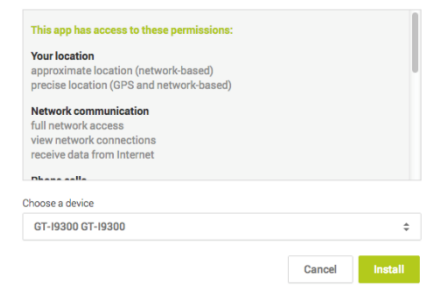 This app has access to these permissions:
Your location
approximate location (network-based)
precise location (GPS and network-based)
Network communication
full network access
view network connections
receive data from Internet
Phone calls
Choose a device
GT-I9300 GT-I9300
Cancel
Install